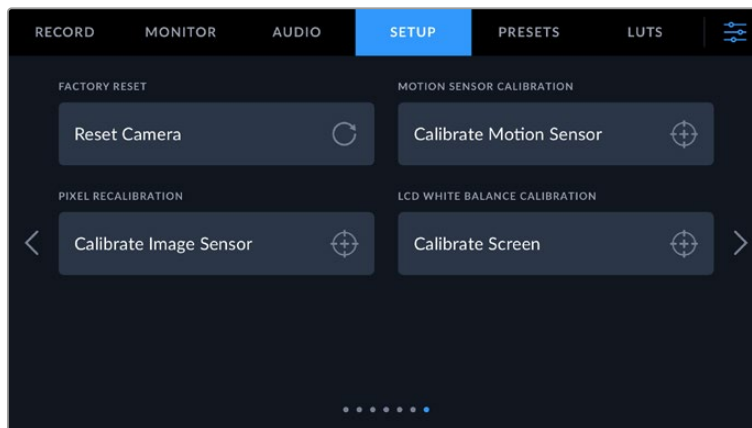 RECORD MONITOR AUDIO SETUP PRESETS LUTS
FACTORY RESET
Reset Camera
MOTION SENSOR CALIBRATION
Calibrate Motion Sensor
PIXEL RECALIBRATION
Calibrate Image Sensor
LCD WHITE BALANCE CALIBRATION
Calibrate Screen